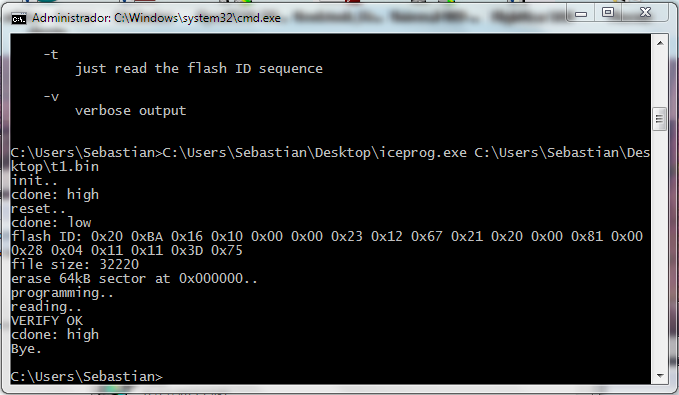 Administrador: C:\Windows\system32\cmd.exe
-t
just read the flash ID sequence
-v
verbose output
C:\Users\Sebastian>C:\Users\Sebastian\Desktop\iceprog.exe C:\Users\Sebastian\Des
ktop\t1.bin
init..
cdone: high
reset..
cdone: low
flash ID: 0x20 0xBA 0x16 0x10 0x00 0x00 0x23 0x12 0x67 0x21 0x20 0x00 0x81 0x00
0x28 0x04 0x11 0x11 0x3D 0x75
file size: 32220
erase 64kB sector at 0x000000..
programming..
reading..
VERIFY OK
cdone: high
Bye.
C:\Users\Sebastian>